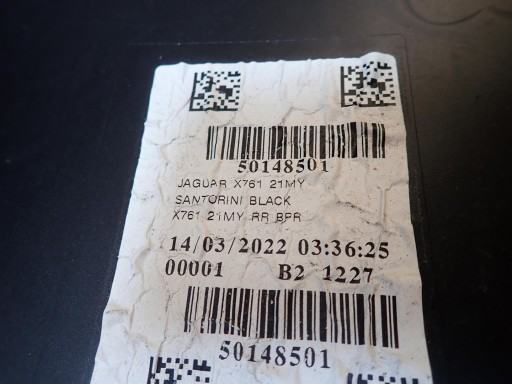 50148501
JAGUAR X761 21MY
SANTORINI BLACK
X761 21MY RR BPR
14/03/2022 03:36:25
00001 B2 1227
50148501